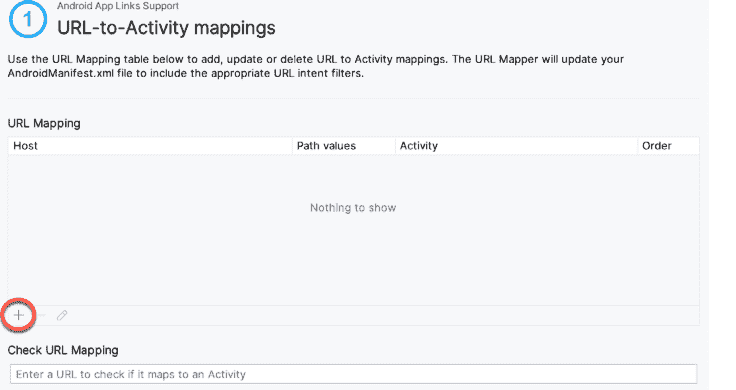 1
Android App Links Support
URL-to-Activity mappings
Use the URL Mapping table below to add, update or delete URL to Activity mappings. The URL Mapper will update your
AndroidManifest.xml file to include the appropriate URL intent filters.
URL Mapping
Host Path values Activity Order
Nothing to show
Check URL Mapping
Enter a URL to check if it maps to an Activity